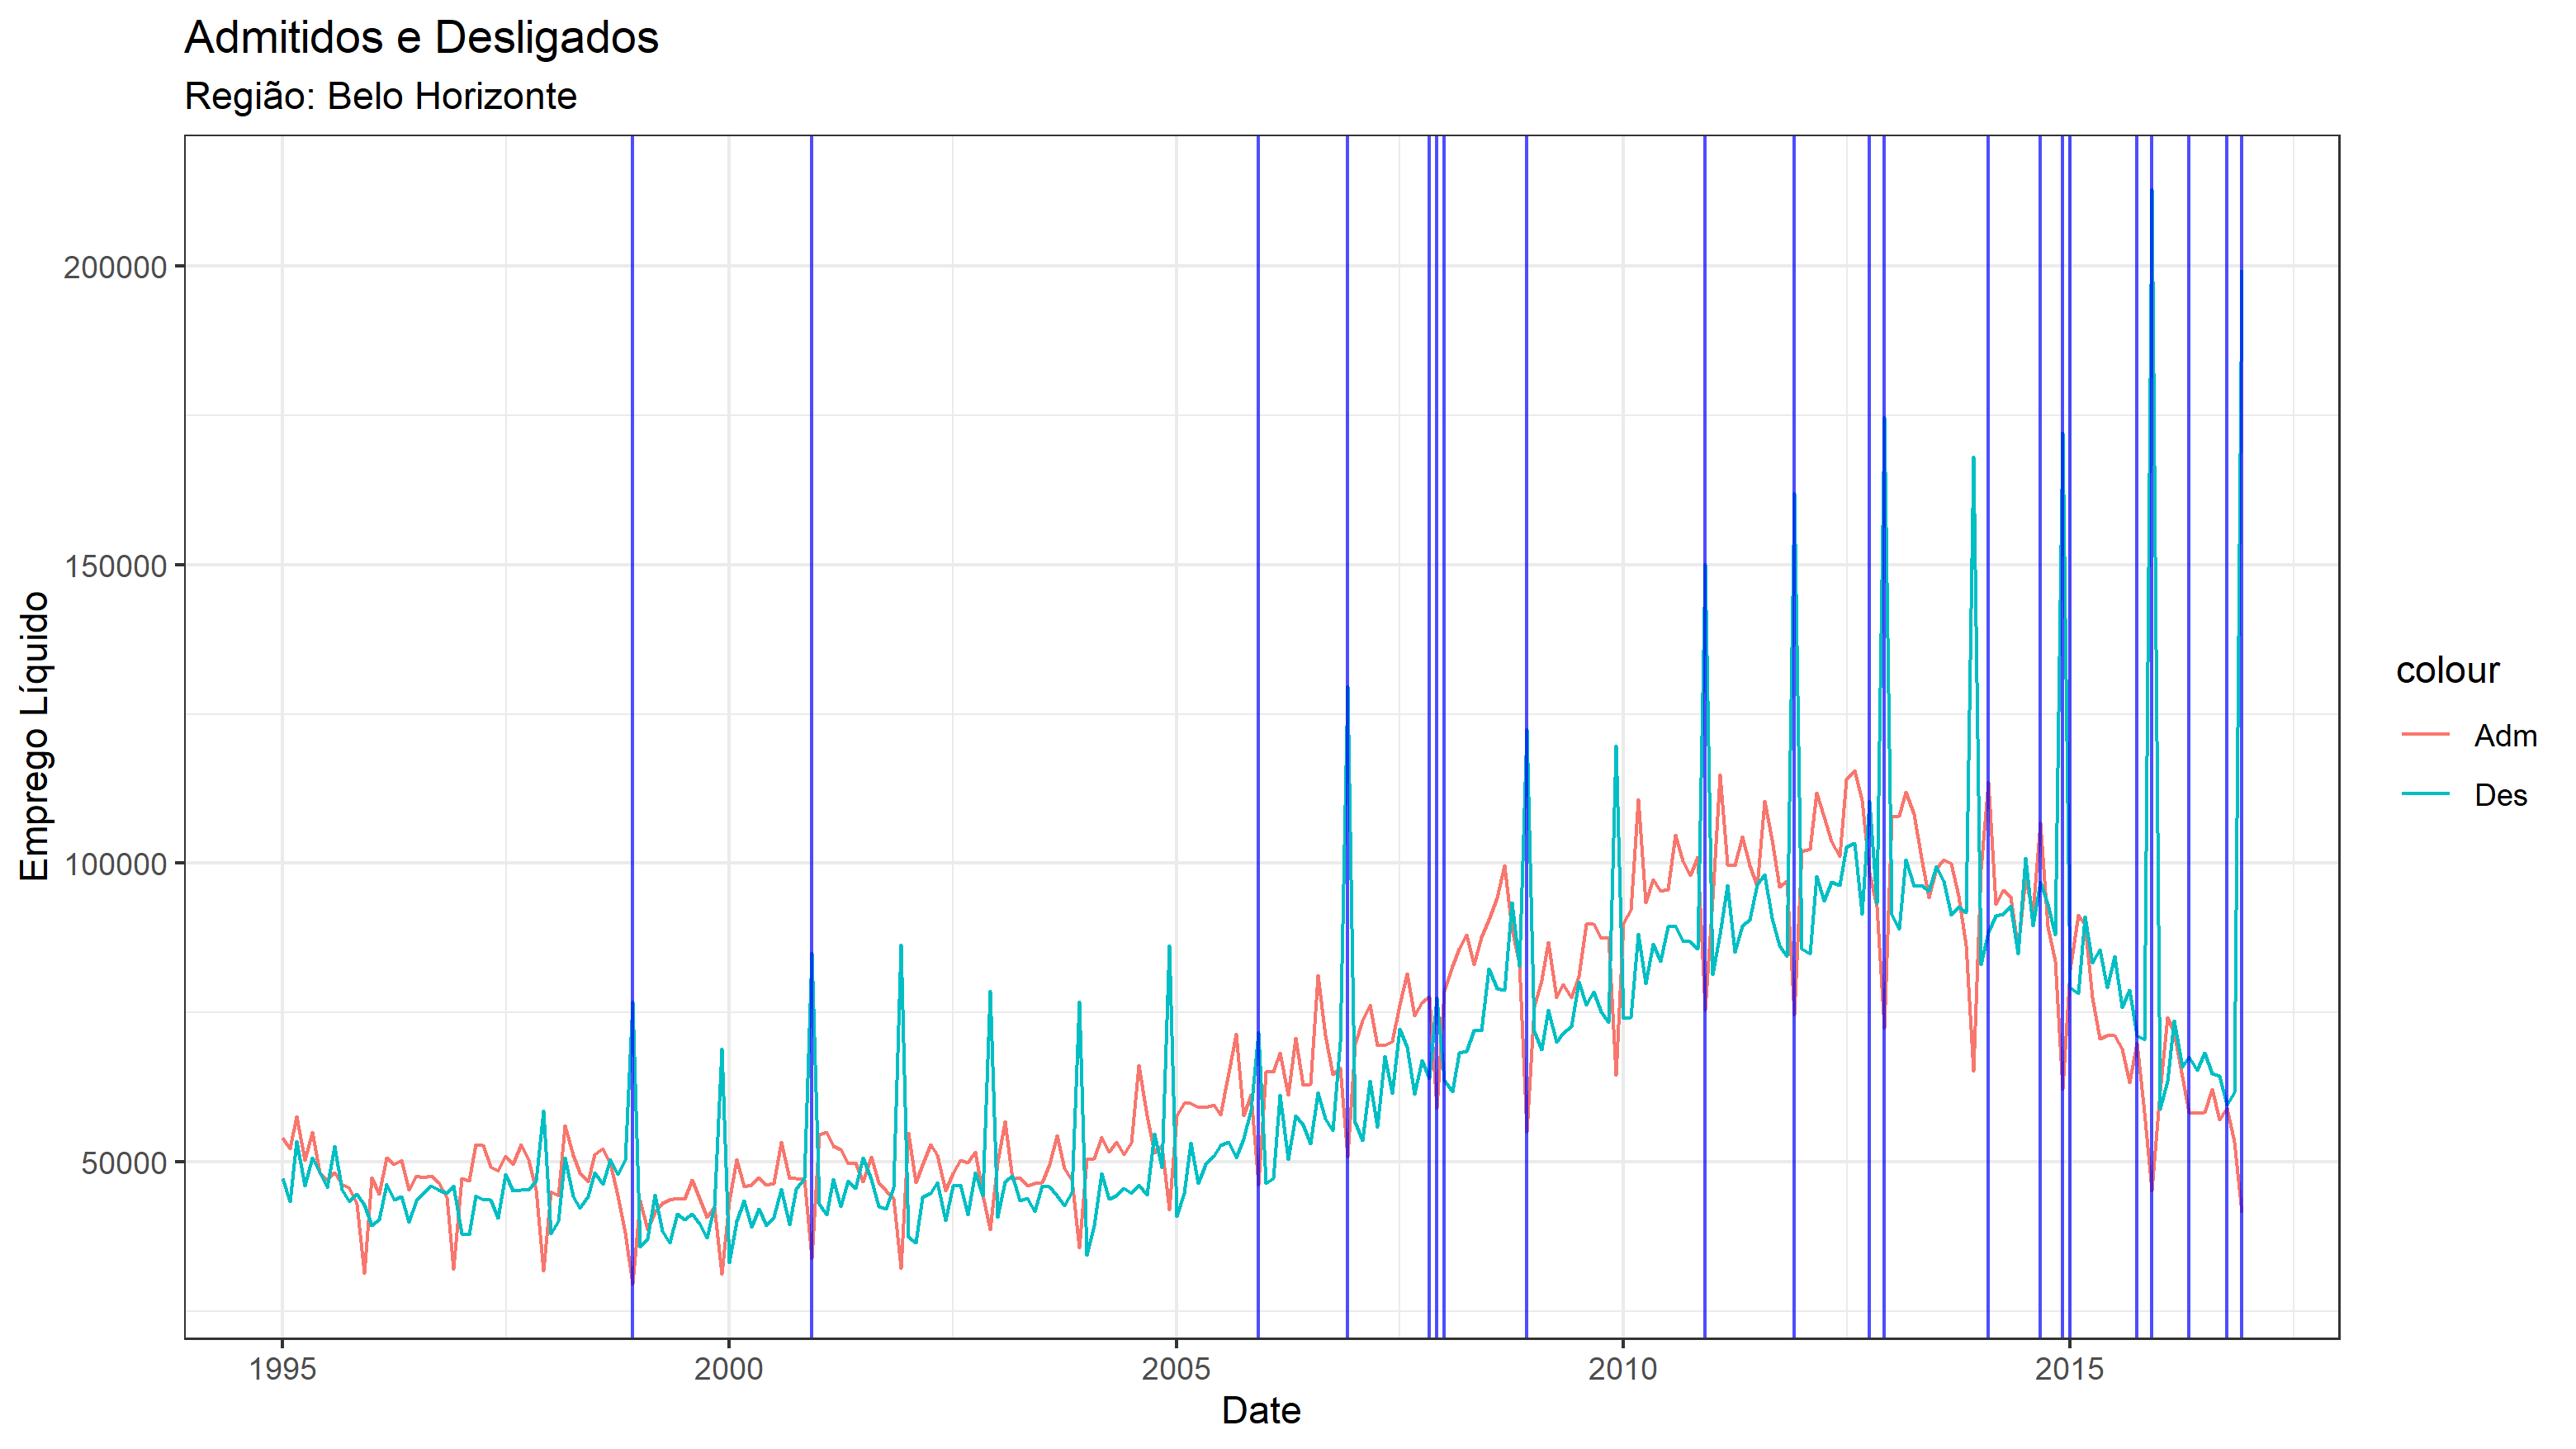 Admitidos e Desligados
Região: Belo Horizonte
Emprego Líquido
200000
150000
100000
50000
1995
2000
2005
2010
2015
Date
colour
Adm
Des